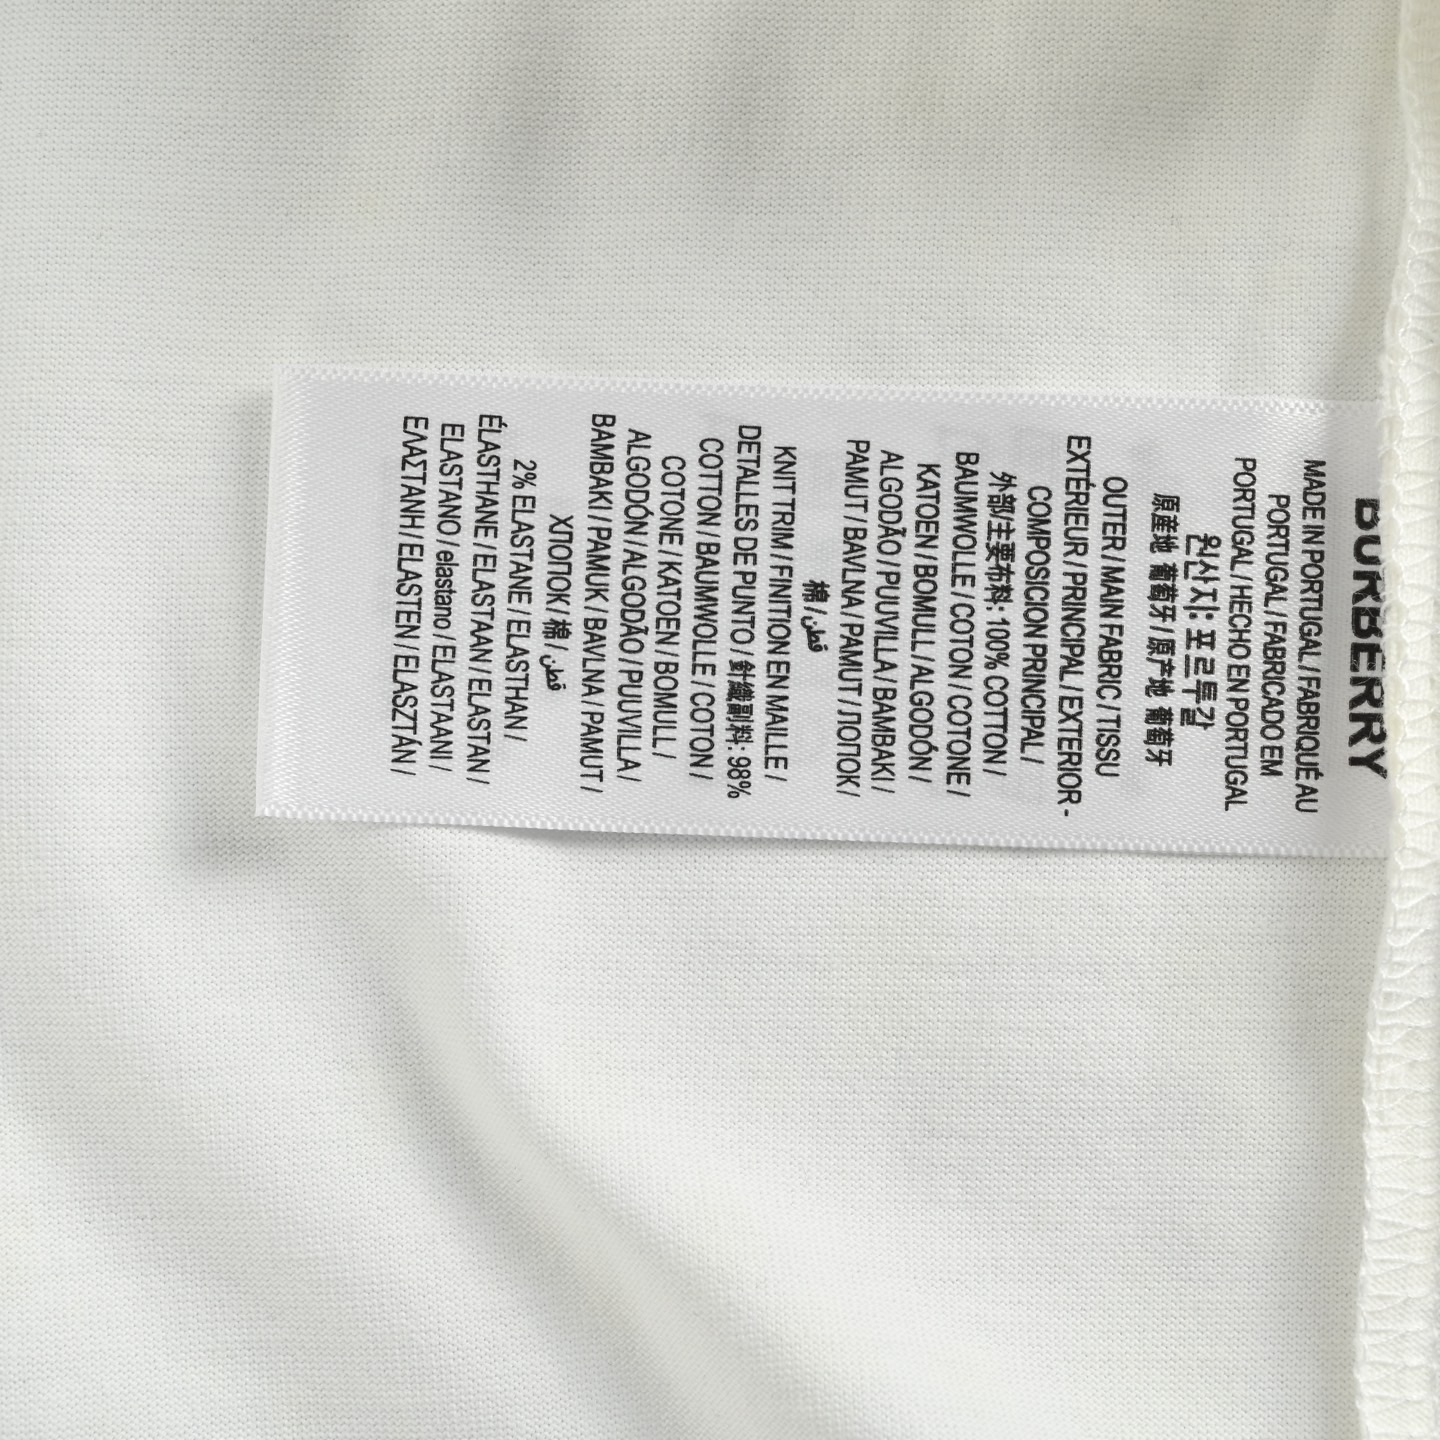 BURBERRY
MADE IN PORTUGAL / FABRIQUÉ AU
PORTUGAL / FABRICADO EM
PORTUGAL / HECHO EN PORTUGAL
원산지: 포르투갈
原産地 葡萄牙 / 原产地 葡萄牙
OUTER / MAIN FABRIC / TISSU
EXTÉRIEUR / PRINCIPAL / EXTERIOR -
COMPOSICION PRINCIPAL /
外部/主要布料: 100% COTTON /
BAUMWOLLE / COTON / COTONE /
KATOEN / BOMULL / ALGODÓN /
ALGODÃO / PUUVILLA / BAMBAKI /
PAMUT / BAVLNA / PAMUT / ЛОПОК /
棉 / قطن
KNIT TRIM / FINITION EN MAILLE /
DETALLES DE PUNTO / 針織副料: 98%
COTTON / BAUMWOLLE / COTON /
COTONE / KATOEN / BOMULL /
ALGODÓN / ALGODÃO / PUUVILLA /
BAMBAKI / PAMUK / BAVLNA / PAMUT /
ХЛОПОК / 棉 / قطن
2% ELASTANE / ELASTHAN /
ÉLASTHANE / ELASTAAN / ELASTAN /
ELASTANO / elastano / ELASTAANI /
ΕΛΑΣΤΑΝΗ / ELASTEN / ELASZTÁN /